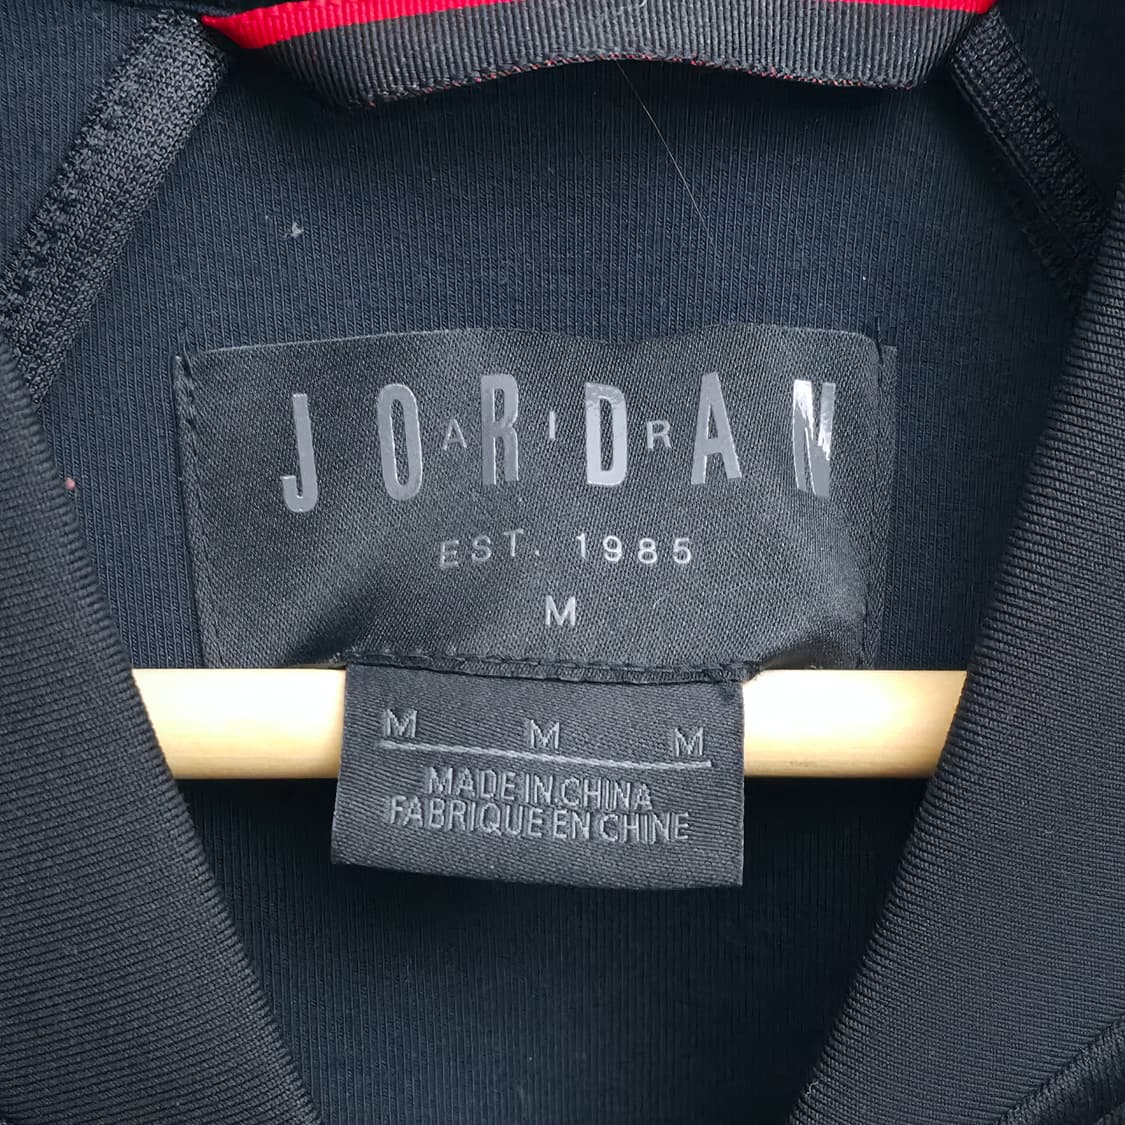 JORDAN
AIR
EST. 1985
M
M M M
MADE IN CHINA
FABRIQUE EN CHINE